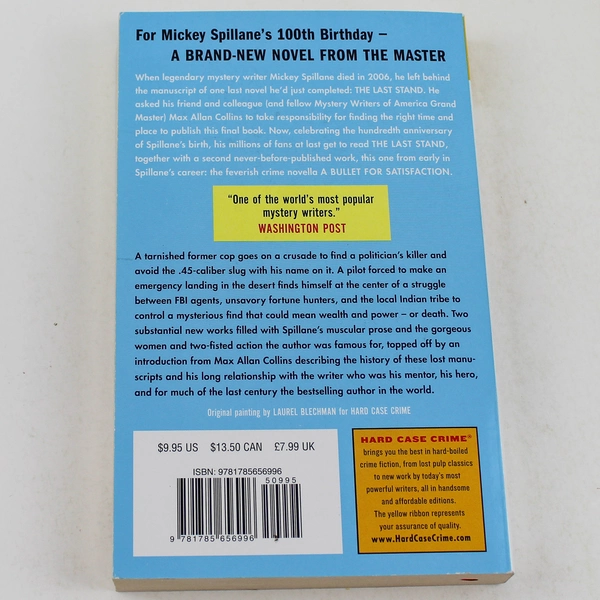 For Mickey Spillane's 100th Birthday –
A BRAND-NEW NOVEL FROM THE MASTER
When legendary mystery writer Mickey Spillane died in 2006, he left behind
the manuscript of one last novel he'd just completed: THE LAST STAND. He
asked his friend and colleague (and fellow Mystery Writers of America Grand
Master) Max Allan Collins to take responsibility for finding the right time and
place to publish this final book. Now, celebrating the hundredth anniversary
of Spillane's birth, his millions of fans at last get to read THE LAST STAND,
together with a second never-before-published work, this one from early in
Spillane's career: the feverish crime novella A BULLET FOR SATISFACTION.
"One of the world's most popular
mystery writers."
WASHINGTON POST
A tarnished former cop goes on a crusade to find a politician's killer and
avoid the .45-caliber slug with his name on it. A pilot forced to make an
emergency landing in the desert finds himself at the center of a struggle
between FBI agents, unsavory fortune hunters, and the local Indian tribe to
control a mysterious find that could mean wealth and power – or death. Two
substantial new works filled with Spillane's muscular prose and the gorgeous
women and two-fisted action the author was famous for, topped off by an
introduction from Max Allan Collins describing the history of these lost manu-
scripts and his long relationship with the writer who was his mentor, his hero,
and for much of the last century the bestselling author in the world.
Original painting by LAUREL BLECHMAN for HARD CASE CRIME
$9.95 US $13.50 CAN £7.99 UK
ISBN: 9781785656996
50995
9 781785 656996
HARD CASE CRIME®
brings you the best in hard-boiled
crime fiction, from lost pulp classics
to new work by today's most
powerful writers, all in handsome
and affordable editions.
The yellow ribbon represents
your assurance of quality.
www.HardCaseCrime.com